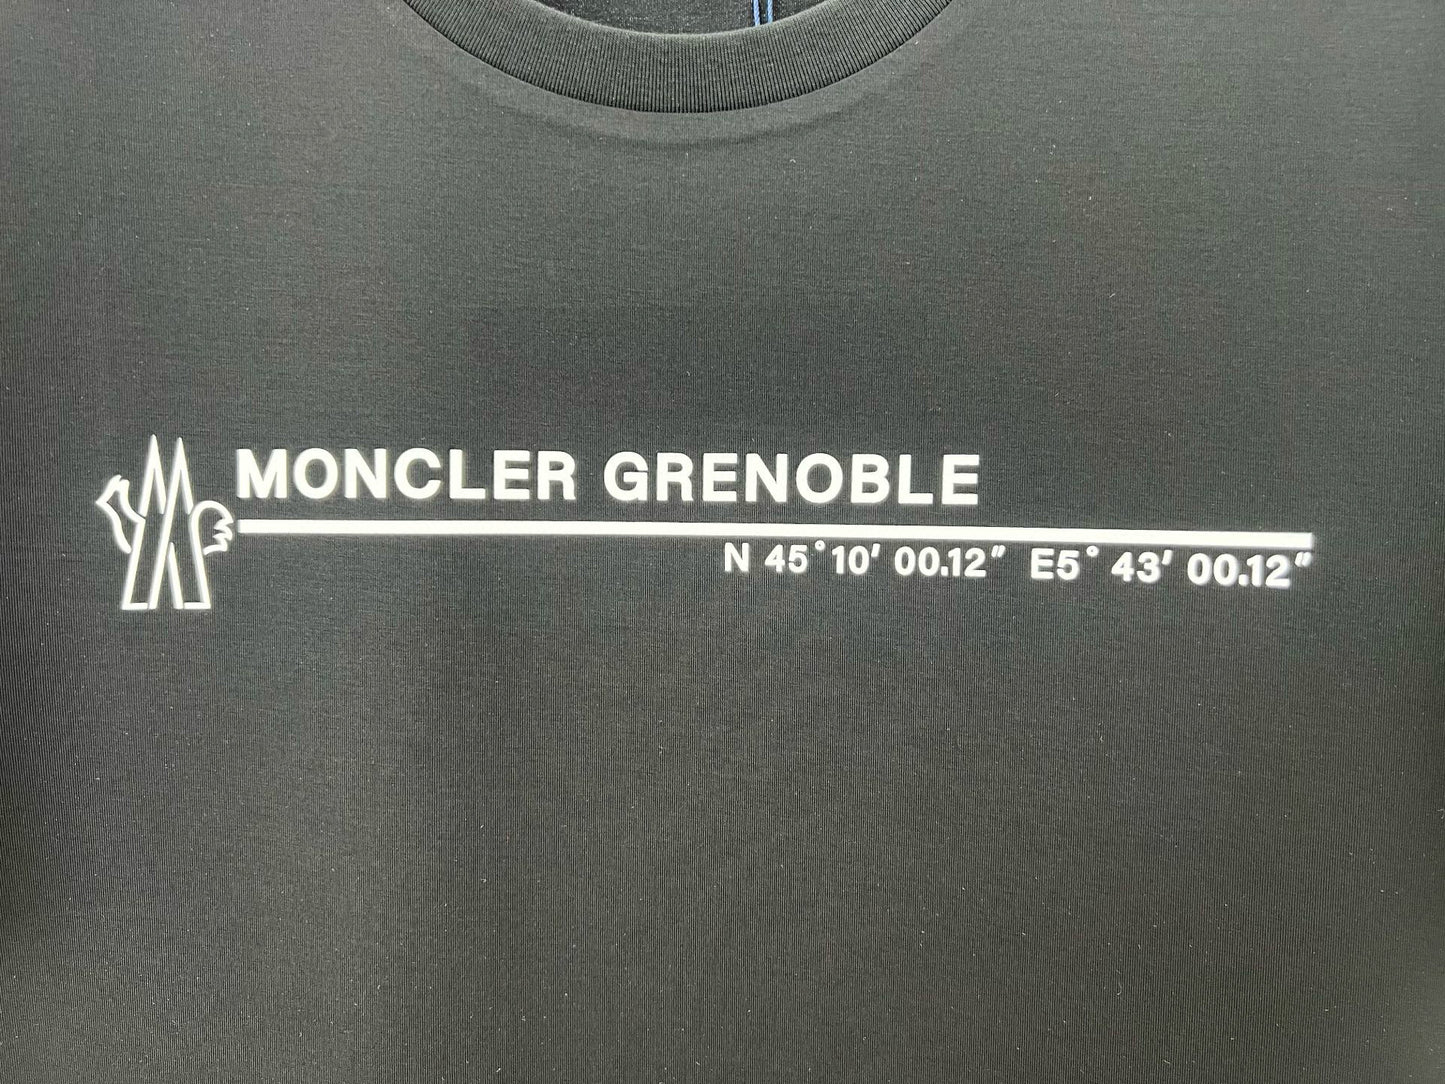 MONCLER GRENOBLE
N 45° 10′ 00.12″ E5° 43′ 00.12″